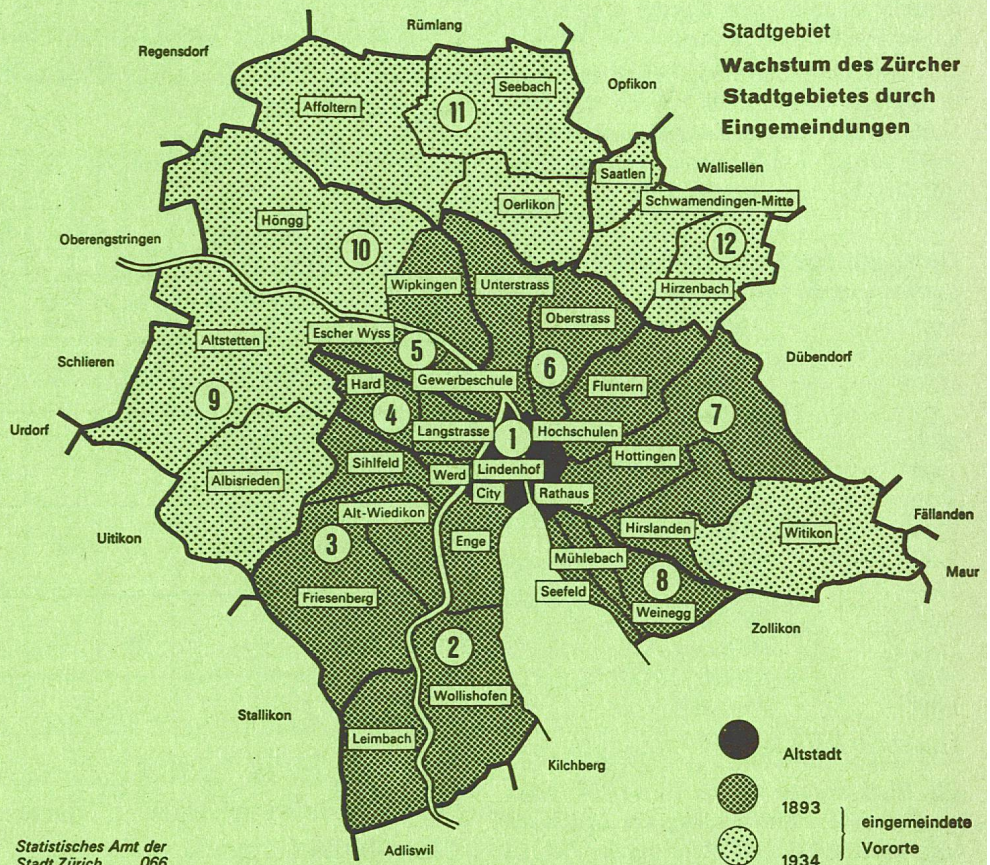 Stadtgebiet
Wachstum des Zürcher
Stadtgebietes durch
Eingemeindungen
Rümlang
Regensdorf
Opfikon
Seebach
Affoltern
11
Saatlen
Wallisellen
Schwamendingen-Mitte
Oerlikon
Höngg
Oberengstringen
10
12
Wipkingen
Unterstrass
Hirzenbach
Oberstrass
Escher Wyss
Altstetten
5
Schlieren
Dübendorf
6
Hard
Gewerbeschule
Fluntern
9
4
7
Urdorf
Langstrasse
1
Hochschulen
Hottingen
Sihlfeld
Werd
Lindenhof
Albisrieden
City
Rathaus
Alt-Wiedikon
Fällanden
Hirslanden
Witikon
Uitikon
3
Enge
Mühlebach
Maur
8
Seefeld
Friesenberg
Weinegg
Zollikon
2
Wollishofen
Stallikon
Leimbach
Kilchberg
Adliswil
Altstadt
1893
eingemeindete
Vororte
1934
Statistisches Amt der
Stadt Zürich 066